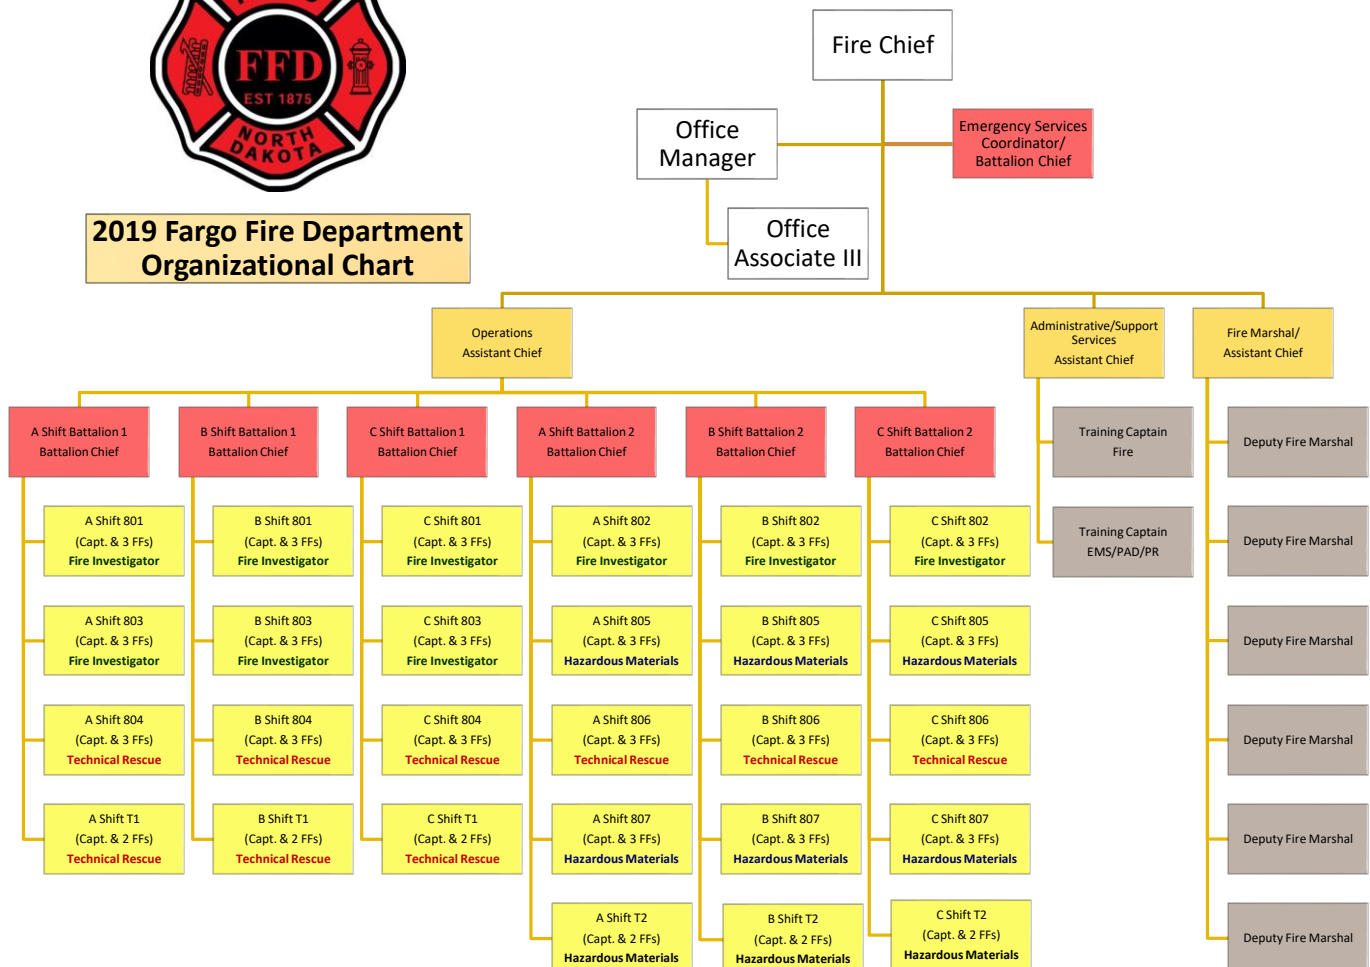 FFD
EST 1875
NORTH
DAKOTA
2019 Fargo Fire Department
Organizational Chart
Fire Chief
Office
Manager
Emergency Services
Coordinator/
Battalion Chief
Office
Associate III
Operations
Assistant Chief
Administrative/Support
Services
Assistant Chief
Fire Marshal/
Assistant Chief
A Shift Battalion 1
Battalion Chief
B Shift Battalion 1
Battalion Chief
C Shift Battalion 1
Battalion Chief
A Shift Battalion 2
Battalion Chief
B Shift Battalion 2
Battalion Chief
C Shift Battalion 2
Battalion Chief
Training Captain
Fire
Deputy Fire Marshal
A Shift 801
(Capt. & 3 FFs)
Fire Investigator
B Shift 801
(Capt. & 3 FFs)
Fire Investigator
C Shift 801
(Capt. & 3 FFs)
Fire Investigator
A Shift 802
(Capt. & 3 FFs)
Fire Investigator
B Shift 802
(Capt. & 3 FFs)
Fire Investigator
C Shift 802
(Capt. & 3 FFs)
Fire Investigator
Training Captain
EMS/PAD/PR
Deputy Fire Marshal
A Shift 803
(Capt. & 3 FFs)
Fire Investigator
B Shift 803
(Capt. & 3 FFs)
Fire Investigator
C Shift 803
(Capt. & 3 FFs)
Fire Investigator
A Shift 805
(Capt. & 3 FFs)
Hazardous Materials
B Shift 805
(Capt. & 3 FFs)
Hazardous Materials
C Shift 805
(Capt. & 3 FFs)
Hazardous Materials
Deputy Fire Marshal
A Shift 804
(Capt. & 3 FFs)
Technical Rescue
B Shift 804
(Capt. & 3 FFs)
Technical Rescue
C Shift 804
(Capt. & 3 FFs)
Technical Rescue
A Shift 806
(Capt. & 3 FFs)
Technical Rescue
B Shift 806
(Capt. & 3 FFs)
Technical Rescue
C Shift 806
(Capt. & 3 FFs)
Technical Rescue
Deputy Fire Marshal
A Shift T1
(Capt. & 2 FFs)
Technical Rescue
B Shift T1
(Capt. & 2 FFs)
Technical Rescue
C Shift T1
(Capt. & 2 FFs)
Technical Rescue
A Shift 807
(Capt. & 3 FFs)
Hazardous Materials
B Shift 807
(Capt. & 3 FFs)
Hazardous Materials
C Shift 807
(Capt. & 3 FFs)
Hazardous Materials
Deputy Fire Marshal
A Shift T2
(Capt. & 2 FFs)
Hazardous Materials
B Shift T2
(Capt. & 2 FFs)
Hazardous Materials
C Shift T2
(Capt. & 2 FFs)
Hazardous Materials
Deputy Fire Marshal